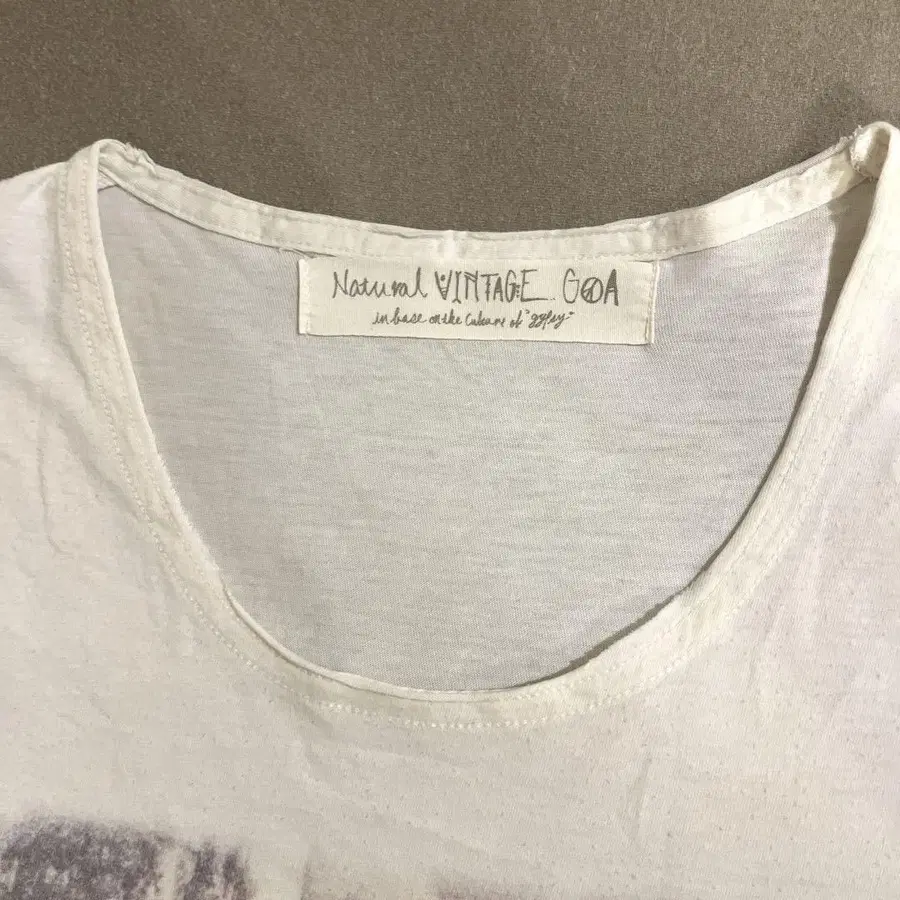 Natural VINTAGE GOA
in base on the Culture of "gypsy"